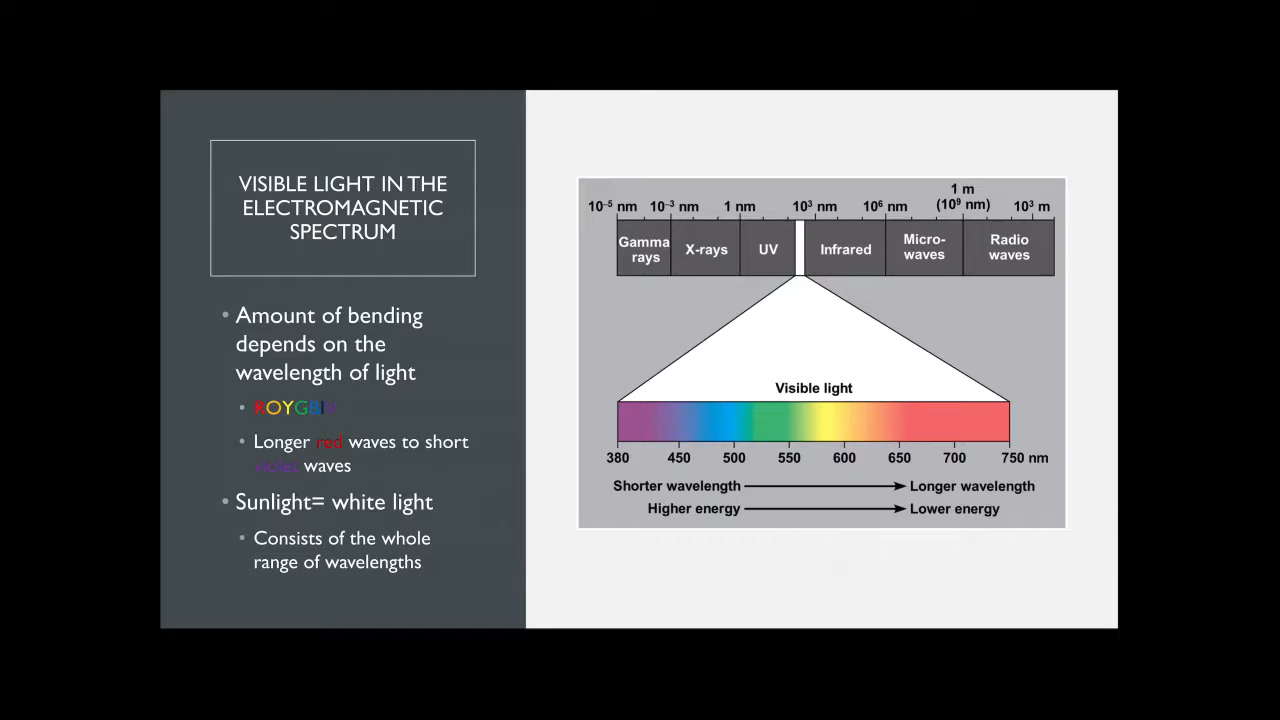 VISIBLE LIGHT IN THE
ELECTROMAGNETIC
SPECTRUM
• Amount of bending
depends on the
wavelength of light
• ROYGBIV
• Longer red waves to short
violet waves
• Sunlight= white light
• Consists of the whole
range of wavelengths
1 m
10⁻⁵ nm 10⁻³ nm 1 nm 10³ nm 10⁶ nm (10⁹ nm) 10³ m
Gamma rays X-rays UV Infrared Micro-waves Radio waves
Visible light
380 450 500 550 600 650 700 750 nm
Shorter wavelength Longer wavelength
Higher energy Lower energy